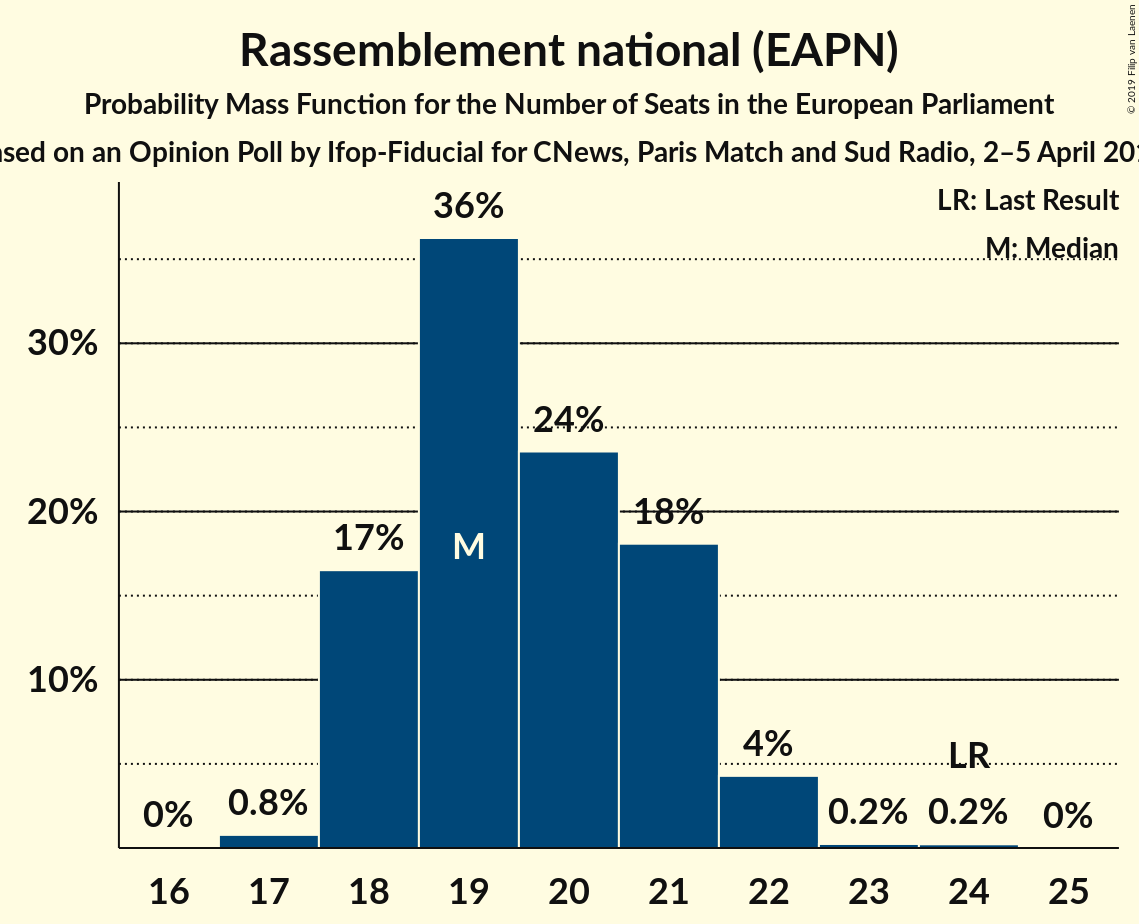 Rassemblement national (EAPN)
Probability Mass Function for the Number of Seats in the European Parliament
on an Opinion Poll by Ifop-Fiducial for CNews, Paris Match and Sud Radio, 2–5 April
© 2019 Filip van Laenen
LR: Last Result
M: Median
30%
20%
10%
0%
0.8%
17%
36%
24%
18%
4%
0.2%
0.2%
0%
M
LR
16 17 18 19 20 21 22 23 24 25